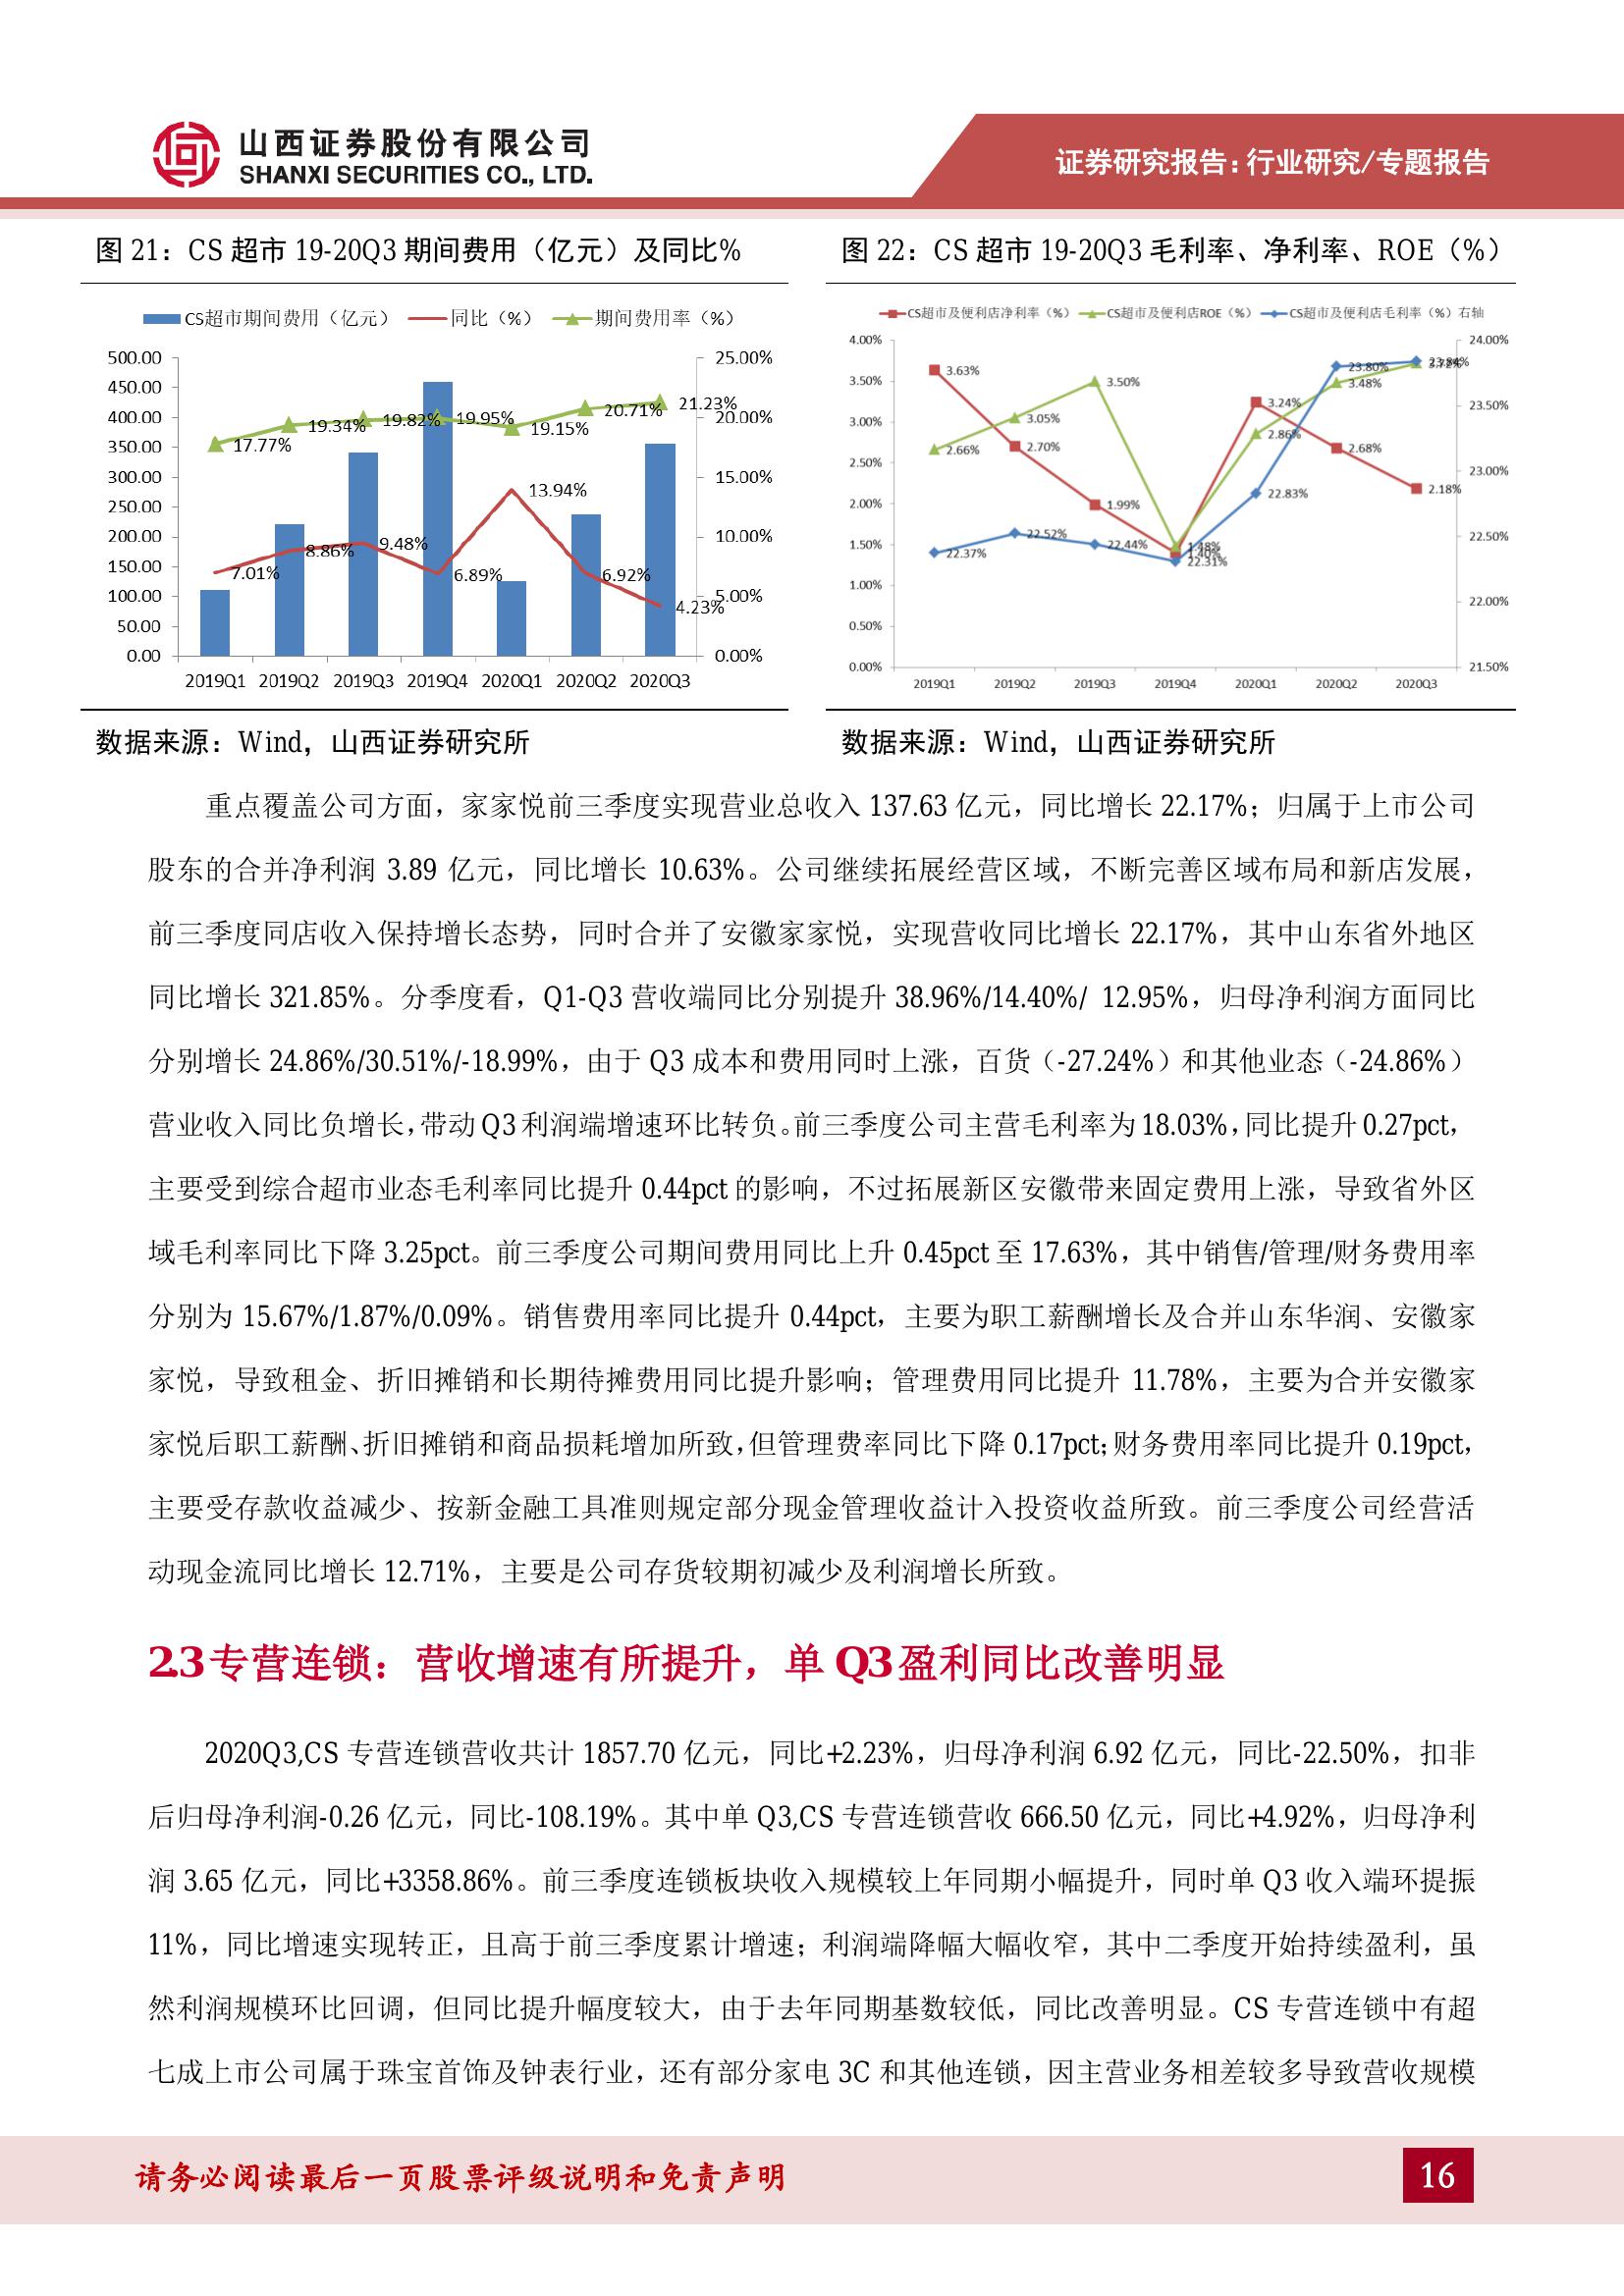 山西证券股份有限公司
SHANXI SECURITIES CO., LTD.
证券研究报告：行业研究/专题报告
图 21：CS 超市 19-20Q3 期间费用（亿元）及同比%
CS超市期间费用（亿元） 同比（%） 期间费用率（%）
500.00
450.00
400.00
350.00
300.00
250.00
200.00
150.00
100.00
50.00
0.00
25.00%
20.00%
15.00%
10.00%
5.00%
0.00%
17.77% 19.34% 19.82% 19.95% 19.15% 20.71% 21.23%
7.01% 8.86% 9.48% 6.89% 13.94% 6.92% 4.23%
2019Q1 2019Q2 2019Q3 2019Q4 2020Q1 2020Q2 2020Q3
数据来源：Wind，山西证券研究所
图 22：CS 超市 19-20Q3 毛利率、净利率、ROE（%）
CS超市及便利店净利率（%） CS超市及便利店ROE（%） CS超市及便利店毛利率（%）右轴
4.00%
3.50%
3.00%
2.50%
2.00%
1.50%
1.00%
0.50%
0.00%
24.00%
23.50%
23.00%
22.50%
22.00%
21.50%
3.63% 2.70% 1.99% 1.40% 3.24% 2.68% 2.18%
2.66% 3.05% 3.50% 1.48% 2.86% 3.48% 3.72%
22.37% 22.52% 22.44% 22.31% 22.83% 23.80% 23.84%
2019Q1 2019Q2 2019Q3 2019Q4 2020Q1 2020Q2 2020Q3
数据来源：Wind，山西证券研究所
重点覆盖公司方面，家家悦前三季度实现营业总收入 137.63 亿元，同比增长 22.17%；归属于上市公司
股东的合并净利润 3.89 亿元，同比增长 10.63%。公司继续拓展经营区域，不断完善区域布局和新店发展，
前三季度同店收入保持增长态势，同时合并了安徽家家悦，实现营收同比增长 22.17%，其中山东省外地区
同比增长 321.85%。分季度看，Q1-Q3 营收端同比分别提升 38.96%/14.40%/ 12.95%，归母净利润方面同比
分别增长 24.86%/30.51%/-18.99%，由于 Q3 成本和费用同时上涨，百货（-27.24%）和其他业态（-24.86%）
营业收入同比负增长，带动 Q3 利润端增速环比转负。前三季度公司主营毛利率为 18.03%，同比提升 0.27pct，
主要受到综合超市业态毛利率同比提升 0.44pct 的影响，不过拓展新区安徽带来固定费用上涨，导致省外区
域毛利率同比下降 3.25pct。前三季度公司期间费用同比上升 0.45pct 至 17.63%，其中销售/管理/财务费用率
分别为 15.67%/1.87%/0.09%。销售费用率同比提升 0.44pct，主要为职工薪酬增长及合并山东华润、安徽家
家悦，导致租金、折旧摊销和长期待摊费用同比提升影响；管理费用同比提升 11.78%，主要为合并安徽家
家悦后职工薪酬、折旧摊销和商品损耗增加所致，但管理费率同比下降 0.17pct；财务费用率同比提升 0.19pct，
主要受存款收益减少、按新金融工具准则规定部分现金管理收益计入投资收益所致。前三季度公司经营活
动现金流同比增长 12.71%，主要是公司存货较期初减少及利润增长所致。
2.3 专营连锁：营收增速有所提升，单 Q3 盈利同比改善明显
2020Q3,CS 专营连锁营收共计 1857.70 亿元，同比+2.23%，归母净利润 6.92 亿元，同比-22.50%，扣非
后归母净利润-0.26 亿元，同比-108.19%。其中单 Q3,CS 专营连锁营收 666.50 亿元，同比+4.92%，归母净利
润 3.65 亿元，同比+3358.86%。前三季度连锁板块收入规模较上年同期小幅提升，同时单 Q3 收入端环提振
11%，同比增速实现转正，且高于前三季度累计增速；利润端降幅大幅收窄，其中二季度开始持续盈利，虽
然利润规模环比回调，但同比提升幅度较大，由于去年同期基数较低，同比改善明显。CS 专营连锁中有超
七成上市公司属于珠宝首饰及钟表行业，还有部分家电 3C 和其他连锁，因主营业务相差较多导致营收规模
请务必阅读最后一页股票评级说明和免责声明
16